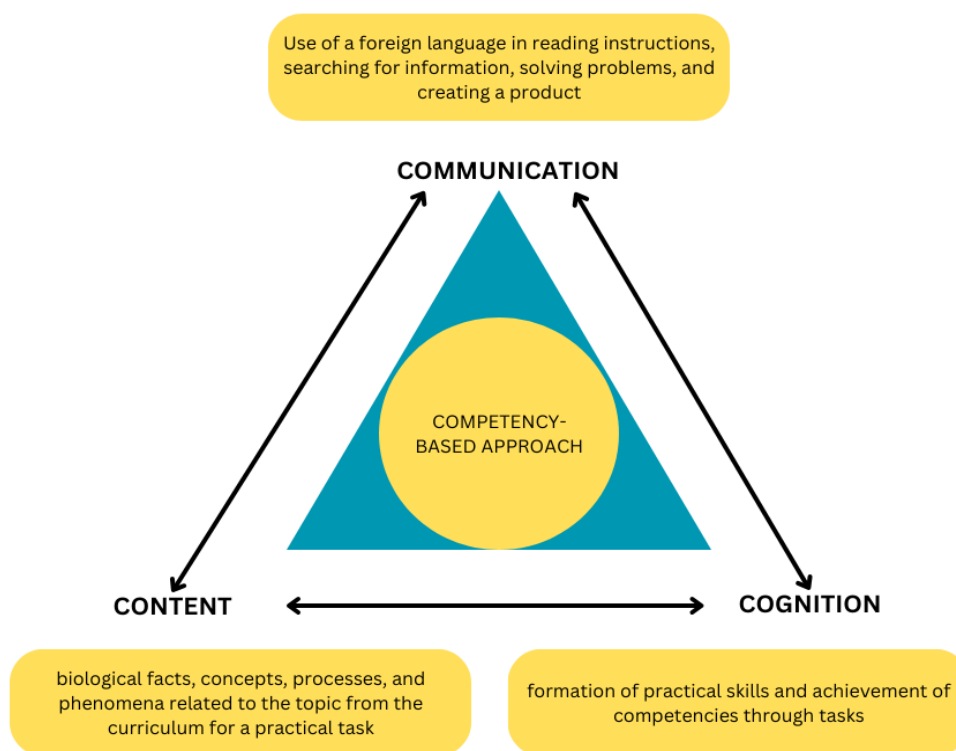 Use of a foreign language in reading instructions,
searching for information, solving problems, and
creating a product
COMMUNICATION
COMPETENCY-
BASED APPROACH
CONTENT
COGNITION
biological facts, concepts, processes, and
phenomena related to the topic from the
curriculum for a practical task
formation of practical skills and achievement of
competencies through tasks